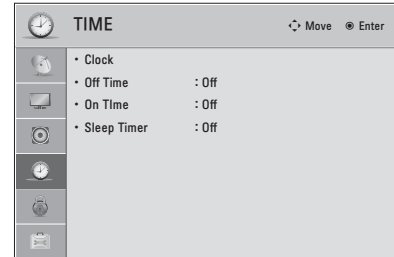 TIME
Move Enter
• Clock
• Off Time : Off
• On TIme : Off
• Sleep Timer : Off